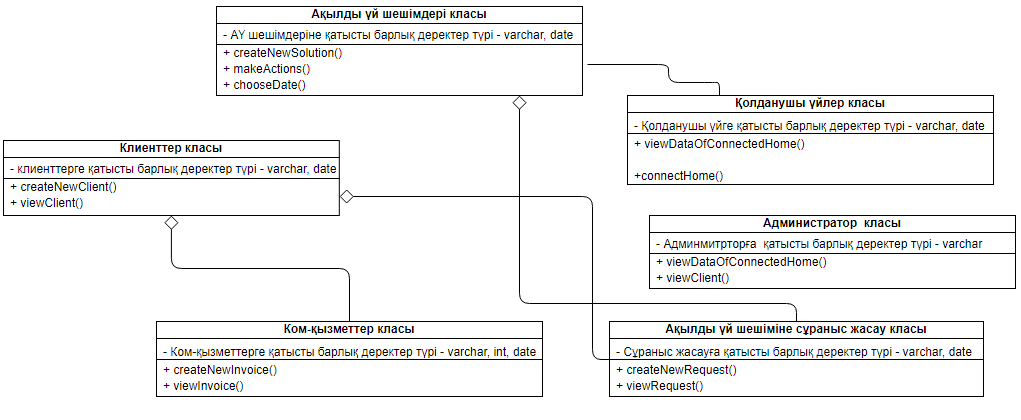 Ақылды үй шешімдері класы
- АҮ шешімдеріне қатысты барлық деректер түрі - varchar, date
+ createNewSolution()
+ makeActions()
+ chooseDate()
Қолданушы үйлер класы
- Қолданушы үйге қатысты барлық деректер түрі - varchar, date
+ viewDataOfConnectedHome()
+connectHome()
Клиенттер класы
- клиенттерге қатысты барлық деректер түрі - varchar, date
+ createNewClient()
+ viewClient()
Администратор класы
- Админмитрторға қатысты барлық деректер түрі - varchar
+ viewDataOfConnectedHome()
+ viewClient()
Ком-қызметтер класы
- Ком-қызметтерге қатысты барлық деректер түрі - varchar, int, date
+ createNewInvoice()
+ viewInvoice()
Ақылды үй шешіміне сұраныс жасау класы
- Сұраныс жасауға қатысты барлық деректер түрі - varchar, date
+ createNewRequest()
+ viewRequest()